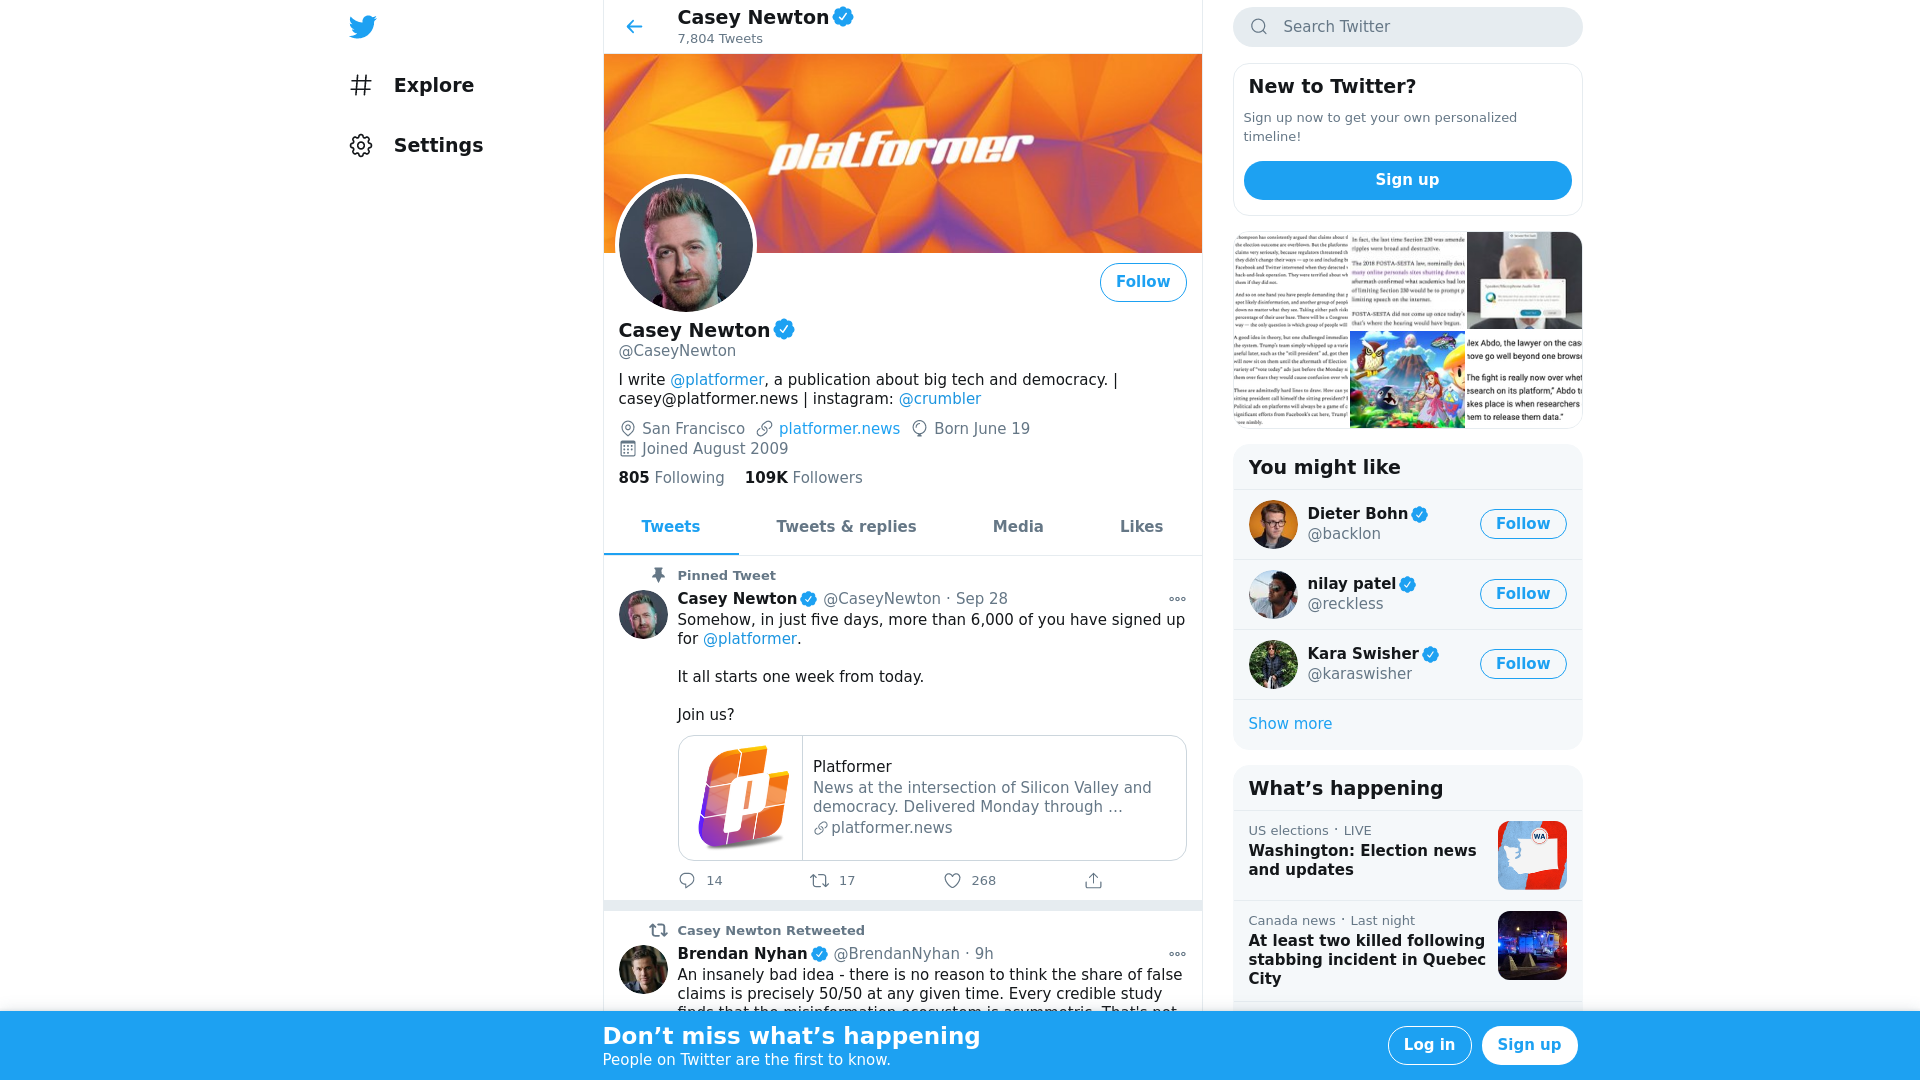 Casey Newton
7,804 Tweets
Search Twitter
Explore
Settings
New to Twitter?
Sign up now to get your own personalized
timeline!
Sign up
platformer
Follow
Casey Newton
@CaseyNewton
I write @platformer, a publication about big tech and democracy. |
casey@platformer.news | instagram: @crumbler
San Francisco platformer.news Born June 19
Joined August 2009
805 Following 109K Followers
Tweets Tweets & replies Media Likes
Pinned Tweet
Casey Newton @CaseyNewton · Sep 28
Somehow, in just five days, more than 6,000 of you have signed up
for @platformer.
It all starts one week from today.
Join us?
Platformer
News at the intersection of Silicon Valley and
democracy. Delivered Monday through …
platformer.news
14 17 268
Casey Newton Retweeted
Brendan Nyhan @BrendanNyhan · 9h
An insanely bad idea - there is no reason to think the share of false
claims is precisely 50/50 at any given time. Every credible study
You might like
Dieter Bohn
@backlon
Follow
nilay patel
@reckless
Follow
Kara Swisher
@karaswisher
Follow
Show more
What’s happening
US elections · LIVE
Washington: Election news
and updates
WA
Canada news · Last night
At least two killed following
stabbing incident in Quebec
City
Don’t miss what’s happening
People on Twitter are the first to know.
Log in
Sign up